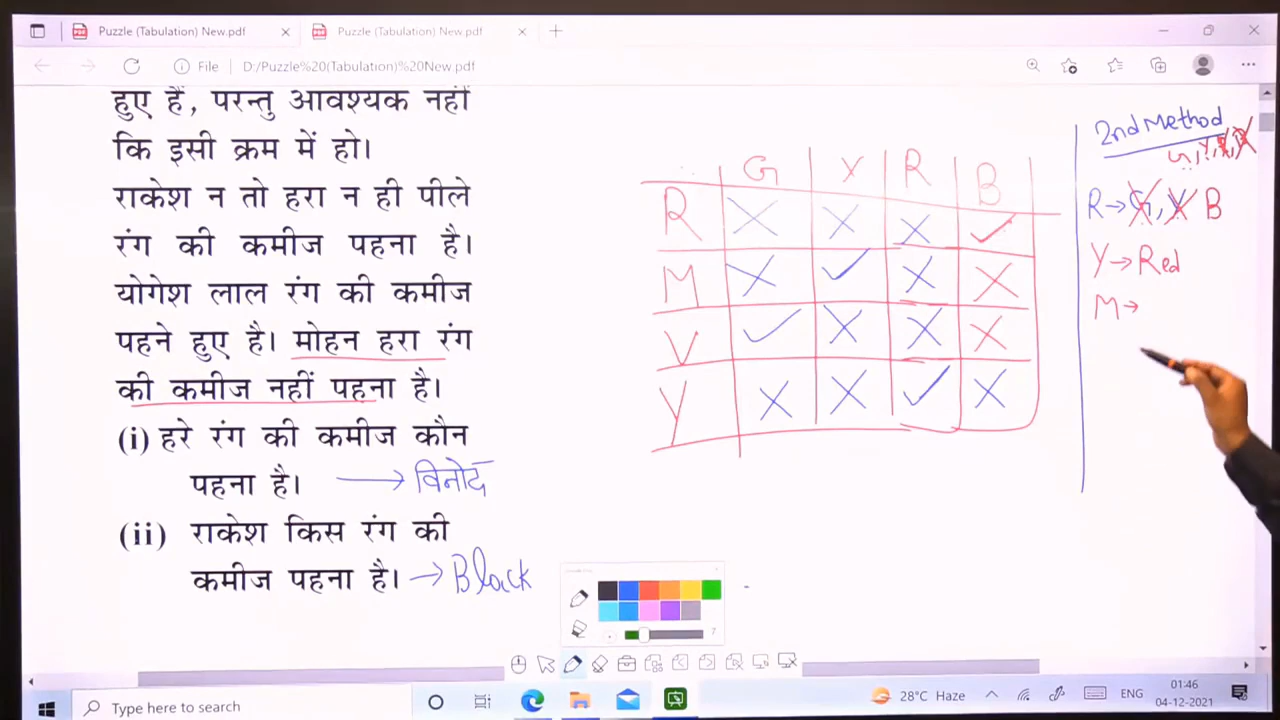 Puzzle (Tabulation) New.pdf
Puzzle (Tabulation) New.pdf
File
D:/Puzzle%20(Tabulation)%20New.pdf
हुए हैं, परन्तु आवश्यक नहीं
कि इसी क्रम में हो।
राकेश न तो हरा न ही पीले
रंग की कमीज पहना है।
योगेश लाल रंग की कमीज
पहने हुए है। मोहन हरा रंग
की कमीज नहीं पहना है।
(i) हरे रंग की कमीज कौन
पहना है। → विनोद
(ii) राकेश किस रंग की
कमीज पहना है। → Black
G Y R B
R
M
V
Y
2nd Method
G, Y, R, B
R → G, Y B
Y → Red
M →
7
Type here to search
28°C Haze
ENG
01:46
04-12-2021